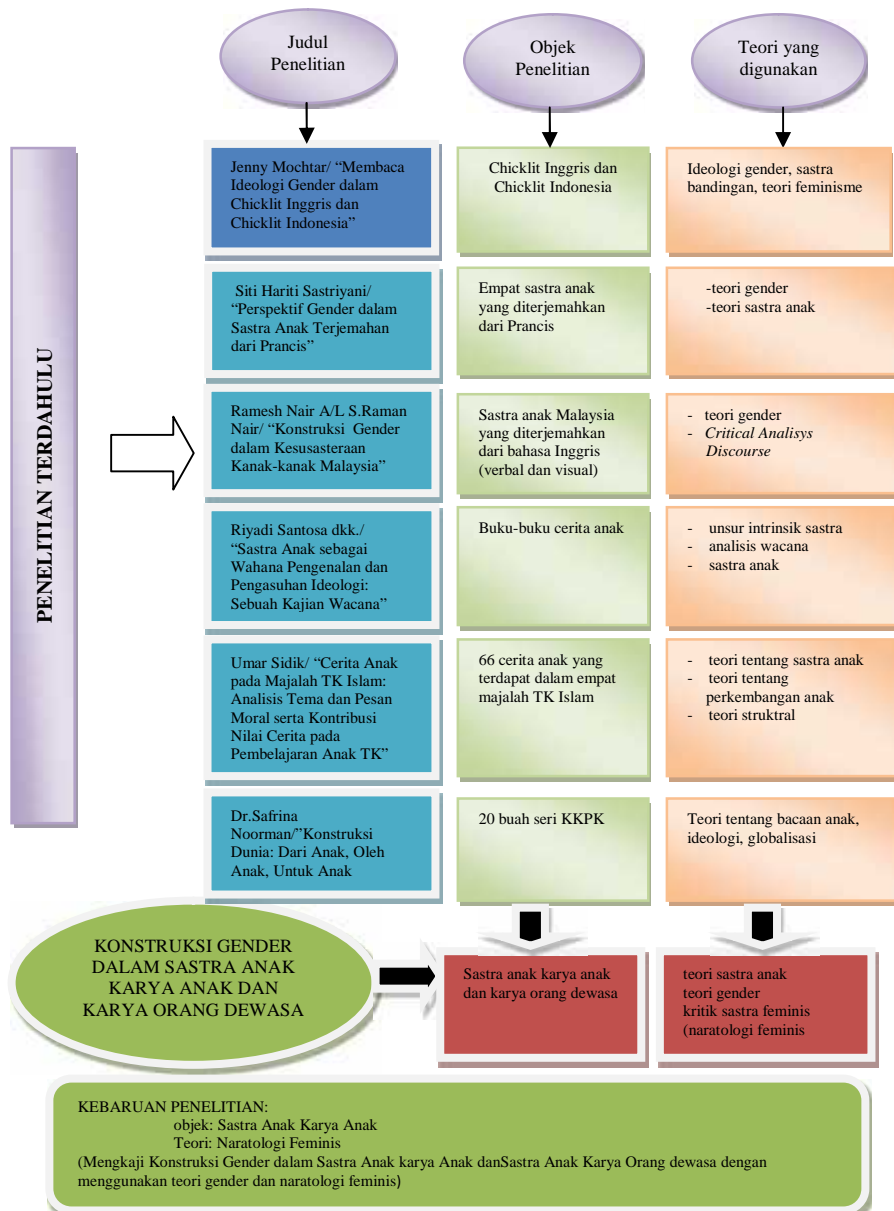 Judul
Penelitian
Objek
Penelitian
Teori yang
digunakan
PENELITIAN TERDAHULU
Jenny Mochtar/ “Membaca
Ideologi Gender dalam
Chicklit Inggris dan
Chicklit Indonesia”
Chicklit Inggris dan
Chicklit Indonesia
Ideologi gender, sastra
bandingan, teori feminisme
Siti Hariti Sastriyani/
“Perspektif Gender dalam
Sastra Anak Terjemahan
dari Prancis”
Empat sastra anak
yang diterjemahkan
dari Prancis
-teori gender
-teori sastra anak
Ramesh Nair A/L S.Raman
Nair/ “Konstruksi Gender
dalam Kesusasteraan
Kanak-kanak Malaysia”
Sastra anak Malaysia
yang diterjemahkan
dari bahasa Inggris
(verbal dan visual)
- teori gender
- Critical Analisys
Discourse
Riyadi Santosa dkk./
“Sastra Anak sebagai
Wahana Pengenalan dan
Pengasuhan Ideologi:
Sebuah Kajian Wacana”
Buku-buku cerita anak
- unsur intrinsik sastra
- analisis wacana
- sastra anak
Umar Sidik/ “Cerita Anak
pada Majalah TK Islam:
Analisis Tema dan Pesan
Moral serta Kontribusi
Nilai Cerita pada
Pembelajaran Anak TK”
66 cerita anak yang
terdapat dalam empat
majalah TK Islam
- teori tentang sastra anak
- teori tentang
perkembangan anak
- teori struktral
Dr.Safrina
Noorman/”Konstruksi
Dunia: Dari Anak, Oleh
Anak, Untuk Anak
20 buah seri KKPK
Teori tentang bacaan anak,
ideologi, globalisasi
KONSTRUKSI GENDER
DALAM SASTRA ANAK
KARYA ANAK DAN
KARYA ORANG DEWASA
Sastra anak karya anak
dan karya orang dewasa
teori sastra anak
teori gender
kritik sastra feminis
(naratologi feminis
KEBARUAN PENELITIAN:
objek: Sastra Anak Karya Anak
Teori: Naratologi Feminis
(Mengkaji Konstruksi Gender dalam Sastra Anak karya Anak danSastra Anak Karya Orang dewasa dengan
menggunakan teori gender dan naratologi feminis)